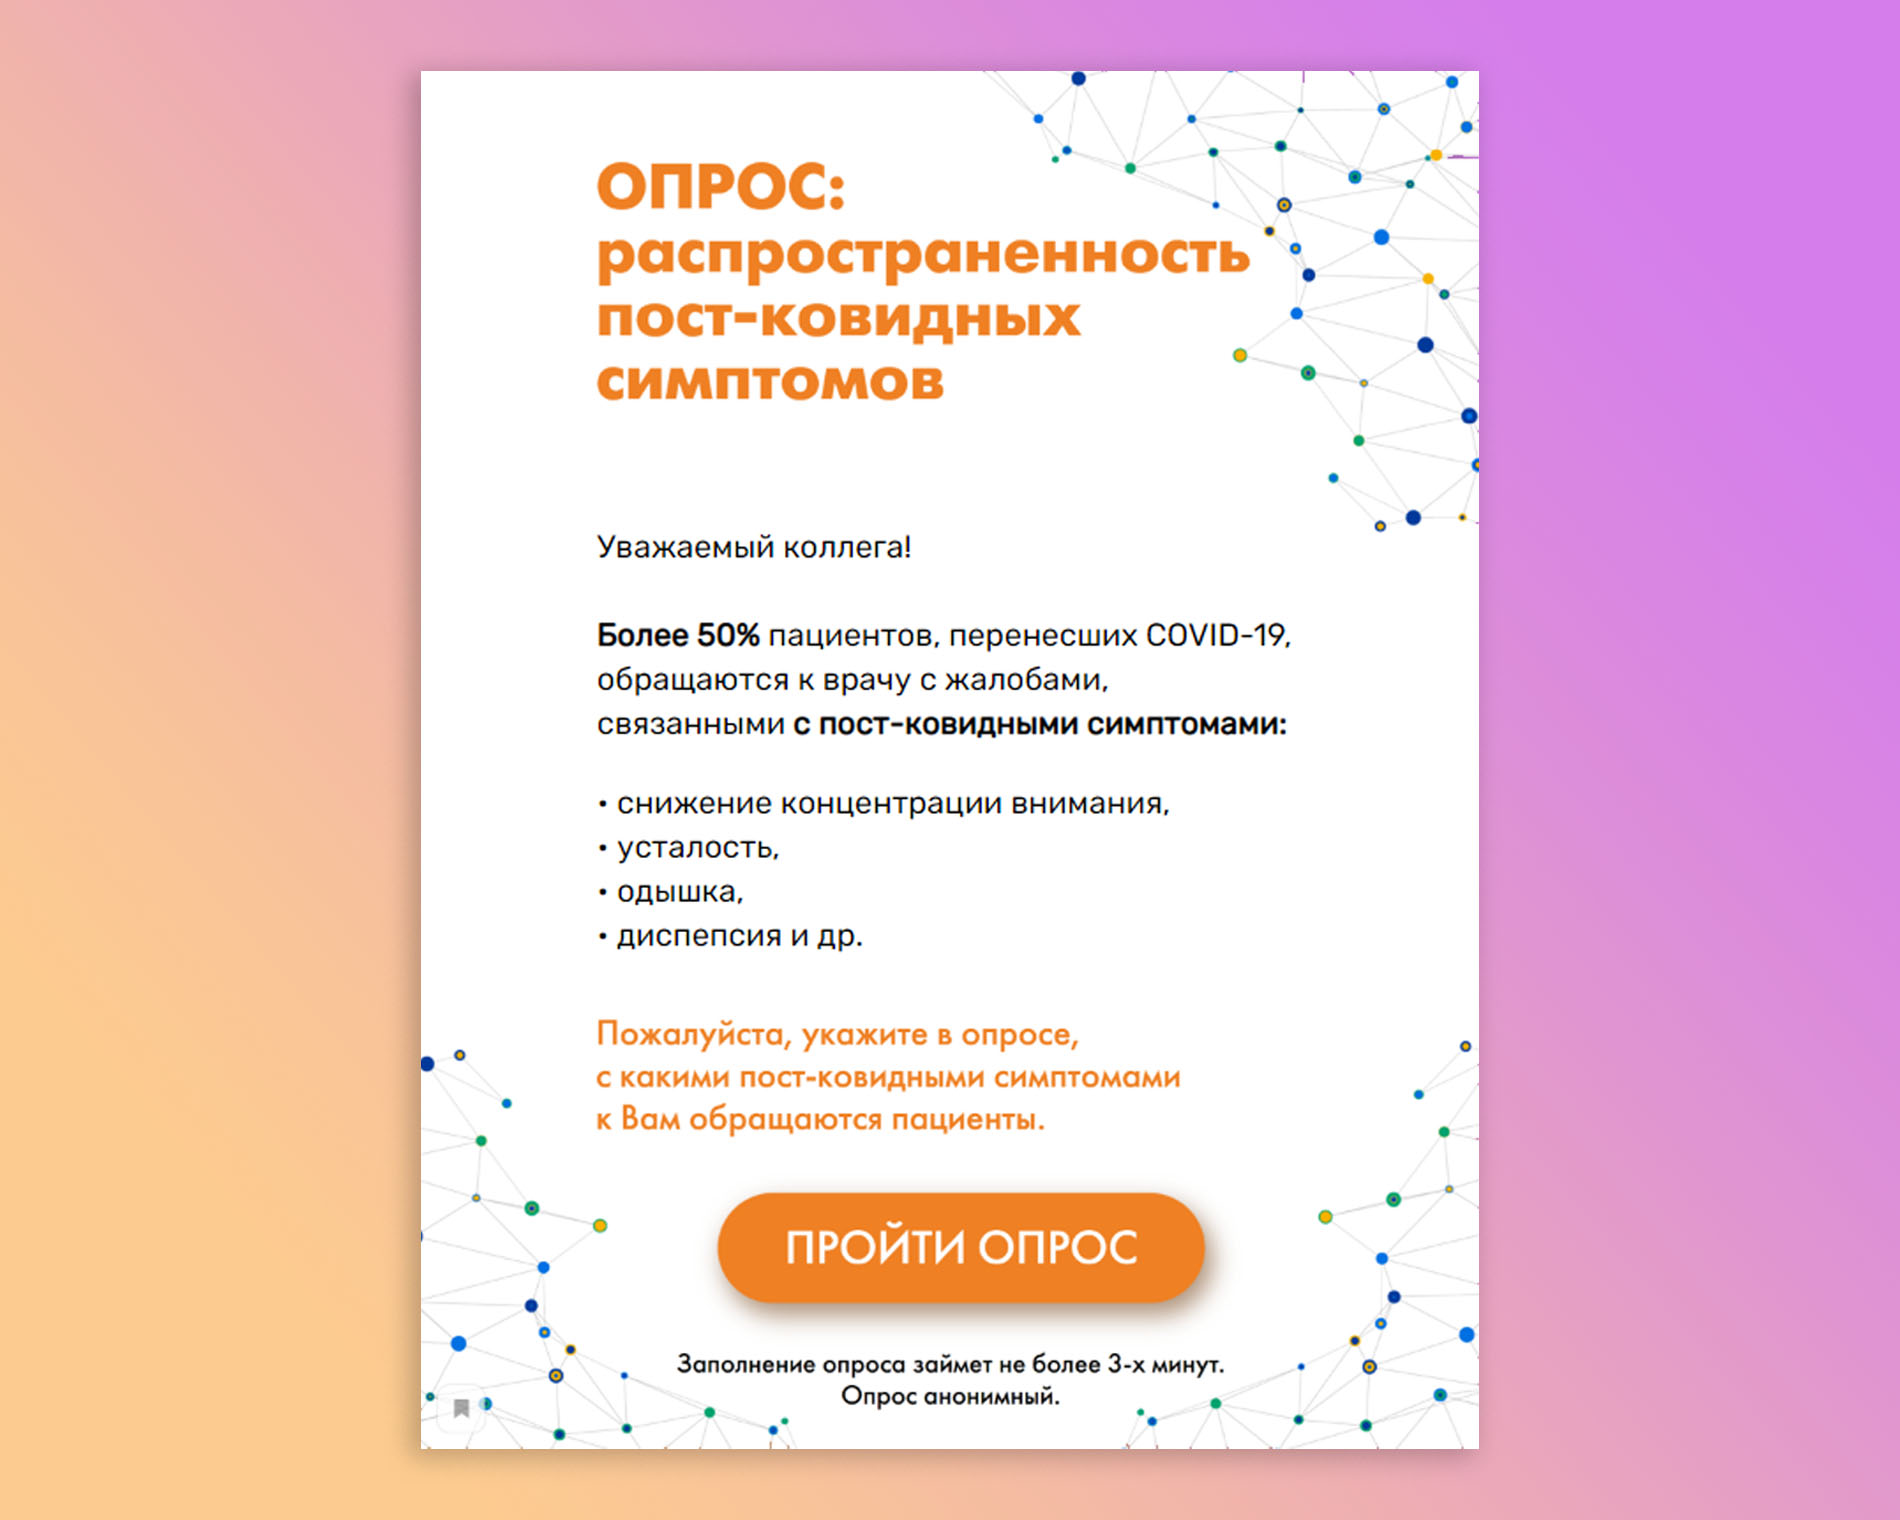 ОПРОС:
распространенность
пост-ковидных
симптомов
Уважаемый коллега!
Более 50% пациентов, перенесших COVID-19,
обращаются к врачу с жалобами,
связанными с пост-ковидными симптомами:
• снижение концентрации внимания,
• усталость,
• одышка,
• диспепсия и др.
Пожалуйста, укажите в опросе,
с какими пост-ковидными симптомами
к Вам обращаются пациенты.
ПРОЙТИ ОПРОС
Заполнение опроса займет не более 3-х минут.
Опрос анонимный.